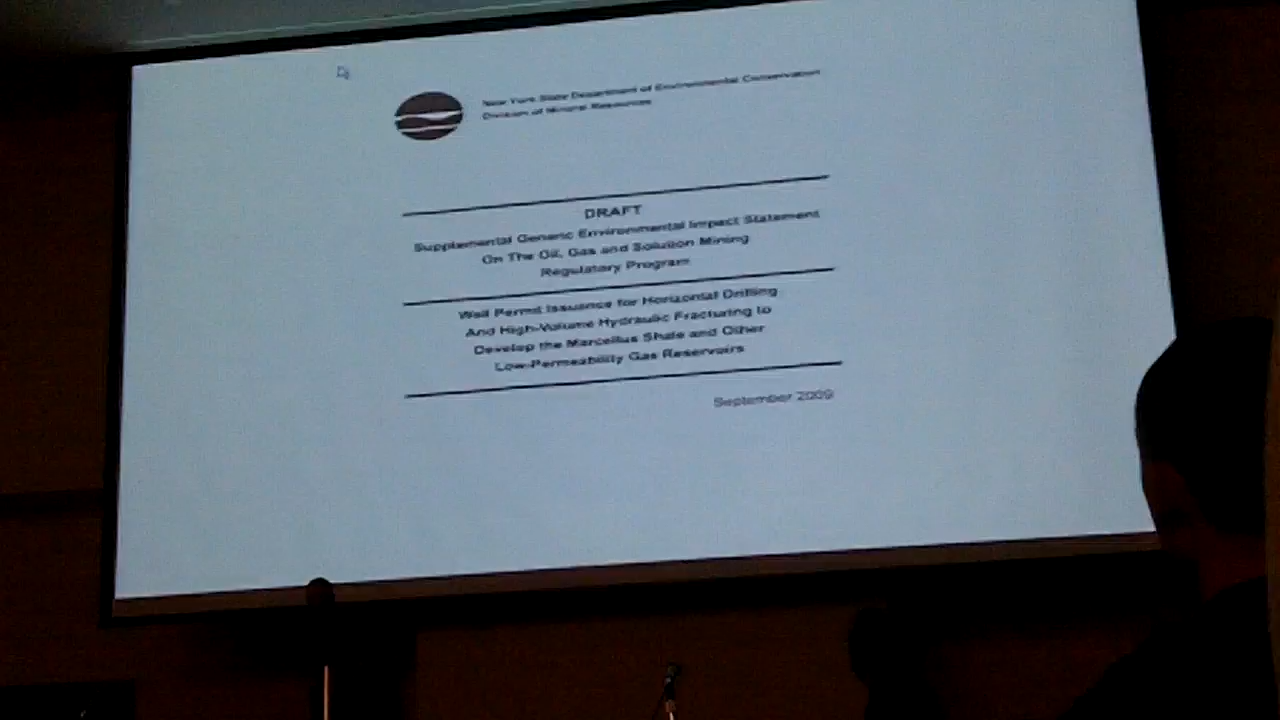 New York State Department of Environmental Conservation
Division of Mineral Resources
DRAFT
Supplemental Generic Environmental Impact Statement
On The Oil, Gas and Solution Mining
Regulatory Program
Well Permit Issuance for Horizontal Drilling
And High-Volume Hydraulic Fracturing to
Develop the Marcellus Shale and Other
Low-Permeability Gas Reservoirs
September 2009